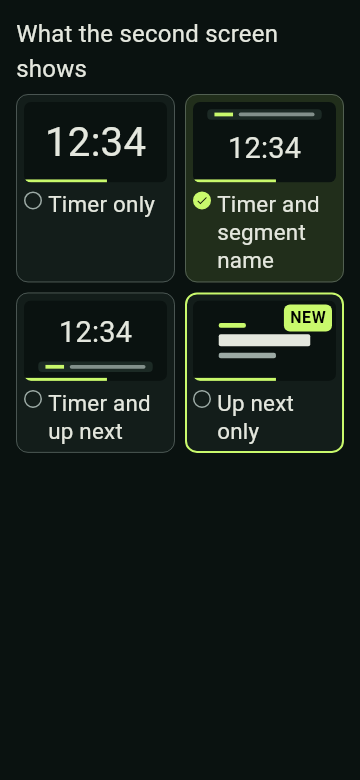 What the second screen
shows
12:34
Timer only
12:34
Timer and
segment
name
12:34
Timer and
up next
NEW
Up next
only